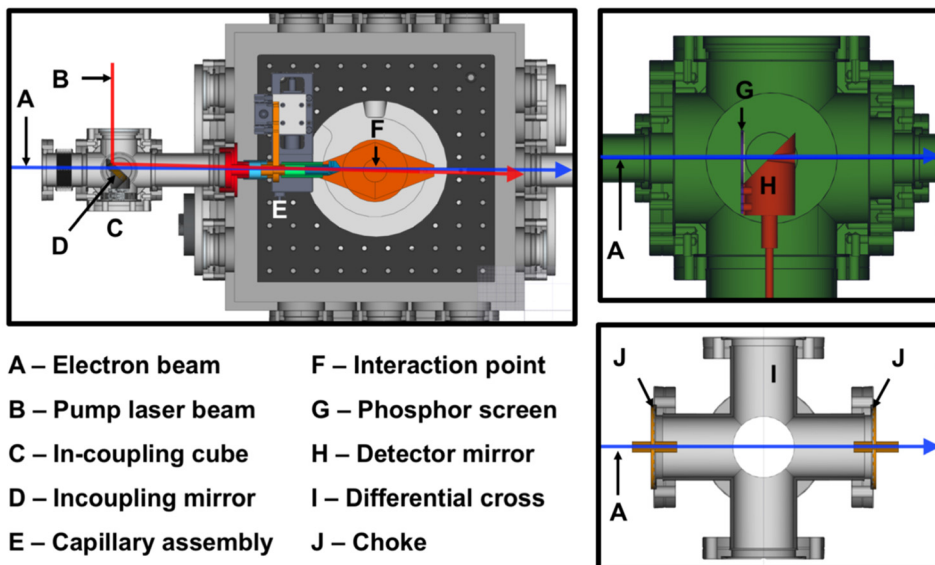 B
A
F
E
D
C
G
H
A
J
I
J
A
A – Electron beam
B – Pump laser beam
C – In-coupling cube
D – Incoupling mirror
E – Capillary assembly
F – Interaction point
G – Phosphor screen
H – Detector mirror
I – Differential cross
J – Choke